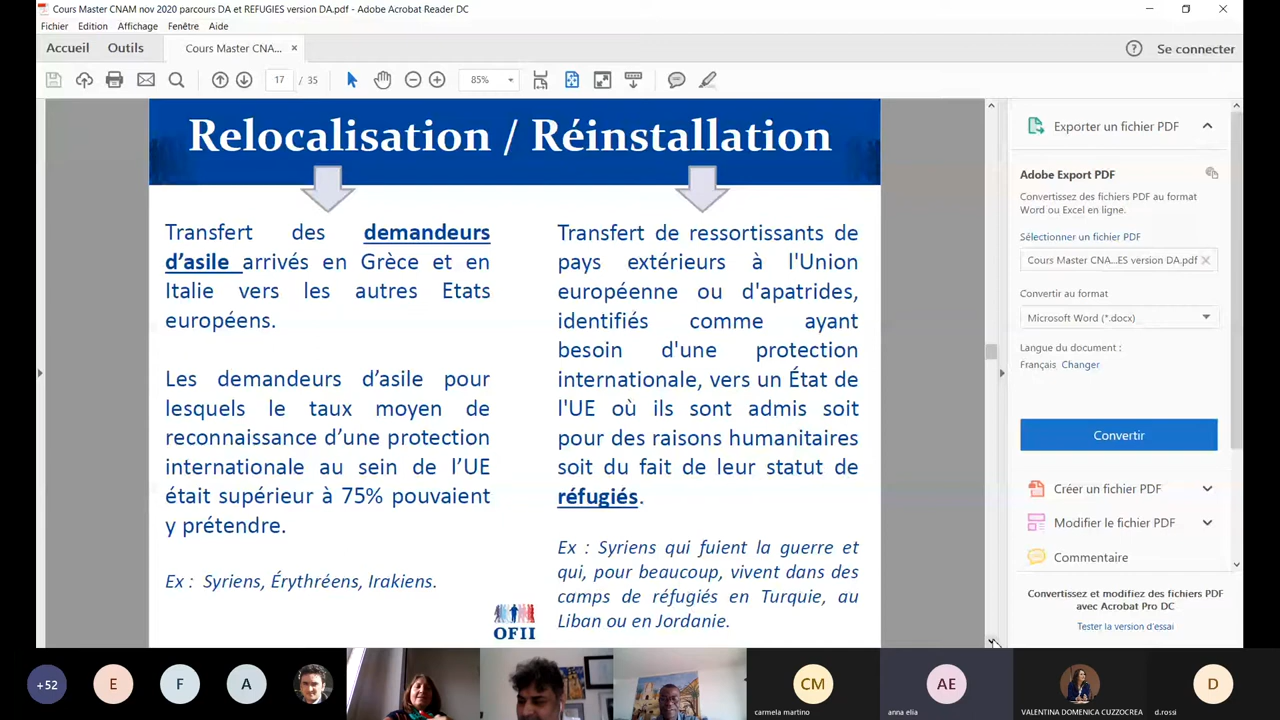 Cours Master CNAM nov 2020 parcours DA et REFUGIES version DA.pdf - Adobe Acrobat Reader DC
Fichier Edition Affichage Fenêtre Aide
Accueil Outils Cours Master CNA... × Se connecter
17 / 35 85%
Relocalisation / Réinstallation
Transfert des demandeurs
d'asile arrivés en Grèce et en
Italie vers les autres Etats
européens.
Les demandeurs d'asile pour
lesquels le taux moyen de
reconnaissance d'une protection
internationale au sein de l'UE
était supérieur à 75% pouvaient
y prétendre.
Ex : Syriens, Érythréens, Irakiens.
Transfert de ressortissants de
pays extérieurs à l'Union
européenne ou d'apatrides,
identifiés comme ayant
besoin d'une protection
internationale, vers un État de
l'UE où ils sont admis soit
pour des raisons humanitaires
soit du fait de leur statut de
réfugiés.
Ex : Syriens qui fuient la guerre et
qui, pour beaucoup, vivent dans des
camps de réfugiés en Turquie, au
Liban ou en Jordanie.
OFII
Exporter un fichier PDF
Adobe Export PDF
Convertissez des fichiers PDF au format
Word ou Excel en ligne.
Sélectionner un fichier PDF
Cours Master CNA...ES version DA.pdf ×
Convertir au format
Microsoft Word (*.docx)
Langue du document :
Français Changer
Convertir
Créer un fichier PDF
Modifier le fichier PDF
Commentaire
Convertissez et modifiez des fichiers PDF
avec Acrobat Pro DC
Tester la version d'essai
+52 E F A CM AE D
carmela martino anna elia VALENTINA DOMENICA CUZZOCREA d.rossi